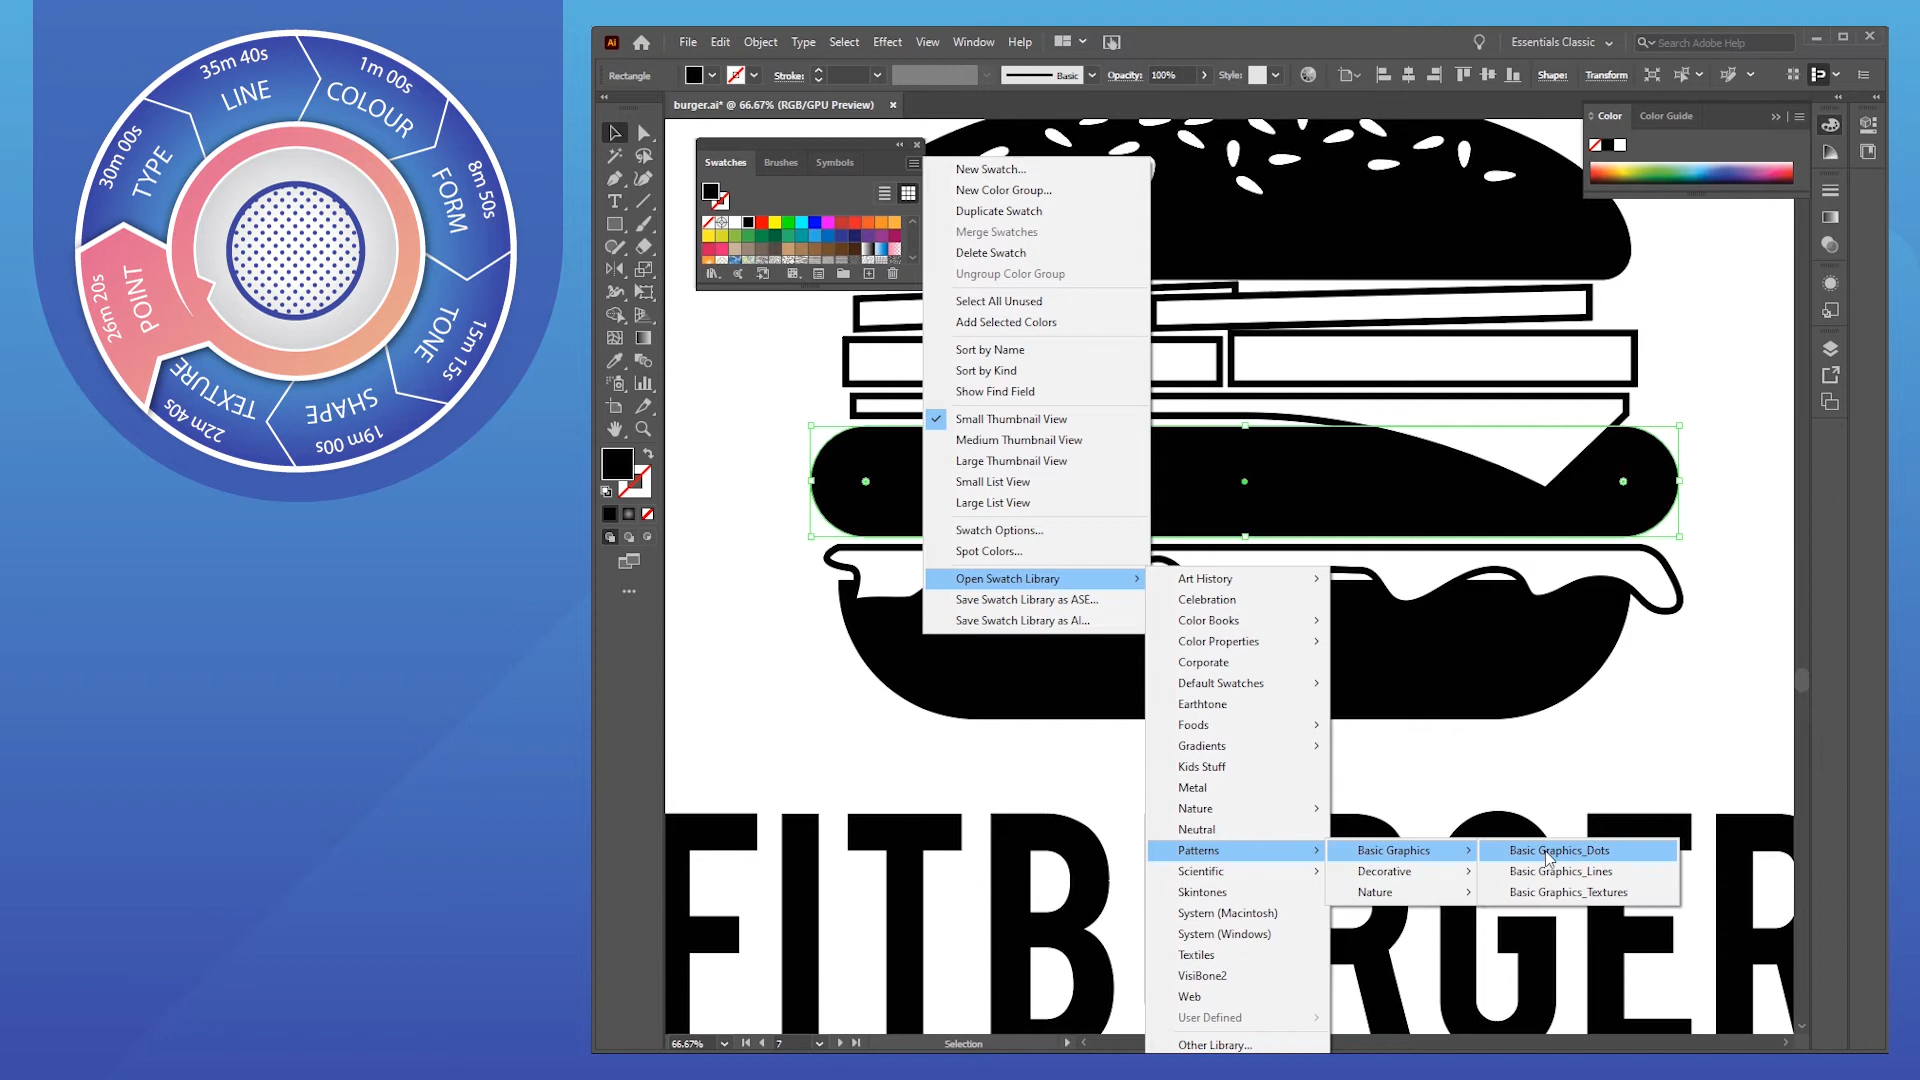 LINE
35m 40s
COLOUR
1m 00s
FORM
8m 50s
TONE
15m 15s
SHAPE
19m 00s
TEXTURE
22m 40s
POINT
26m 20s
TYPE
30m 00s
Ai
File Edit Object Type Select Effect View Window Help
Essentials Classic
Search Adobe Help
Rectangle
Stroke:
Basic
Opacity: 100%
Style:
Shape:
Transform
burger.ai* @ 66.67% (RGB/GPU Preview)
Color Color Guide
Swatches Brushes Symbols
New Swatch...
New Color Group...
Duplicate Swatch
Merge Swatches
Delete Swatch
Ungroup Color Group
Select All Unused
Add Selected Colors
Sort by Name
Sort by Kind
Show Find Field
Small Thumbnail View
Medium Thumbnail View
Large Thumbnail View
Small List View
Large List View
Swatch Options...
Spot Colors...
Open Swatch Library
Save Swatch Library as ASE...
Save Swatch Library as AI...
Art History
Celebration
Color Books
Color Properties
Corporate
Default Swatches
Earthtone
Foods
Gradients
Kids Stuff
Metal
Nature
Neutral
Patterns
Scientific
Skintones
System (Macintosh)
System (Windows)
Textiles
VisiBone2
Web
User Defined
Other Library...
Basic Graphics
Decorative
Nature
Basic Graphics_Dots
Basic Graphics_Lines
Basic Graphics_Textures
FITB RGER
66.67%
7
Selection